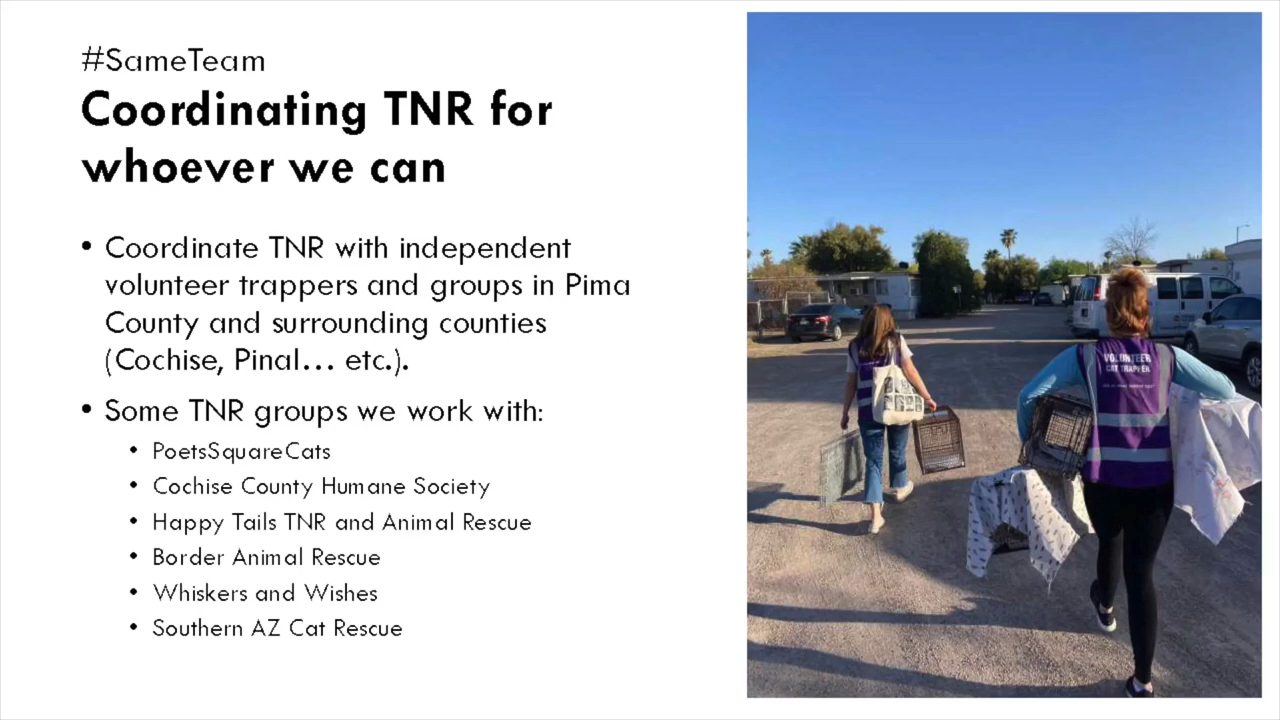 #SameTeam
Coordinating TNR for
whoever we can
• Coordinate TNR with independent
volunteer trappers and groups in Pima
County and surrounding counties
(Cochise, Pinal... etc.).
• Some TNR groups we work with:
• PoetsSquareCats
• Cochise County Humane Society
• Happy Tails TNR and Animal Rescue
• Border Animal Rescue
• Whiskers and Wishes
• Southern AZ Cat Rescue
VOLUNTEER
CAT TRAPPER